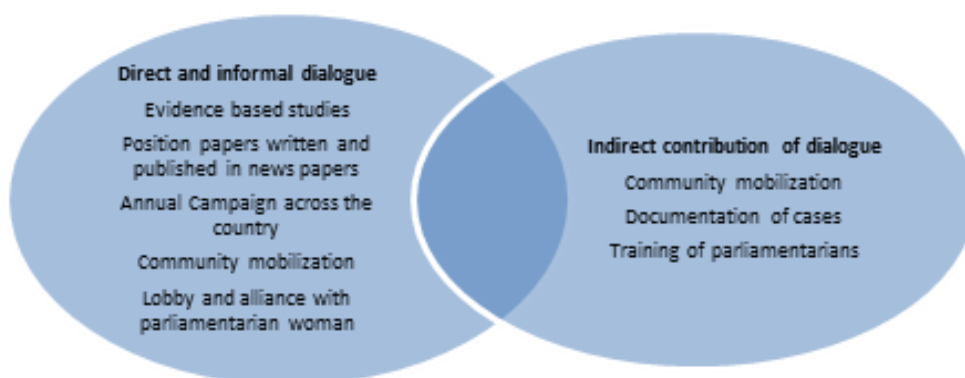 Direct and informal dialogue
Evidence based studies
Position papers written and
published in news papers
Annual Campaign across the
country
Community mobilization
Lobby and alliance with
parliamentarian woman
Indirect contribution of dialogue
Community mobilization
Documentation of cases
Training of parliamentarians